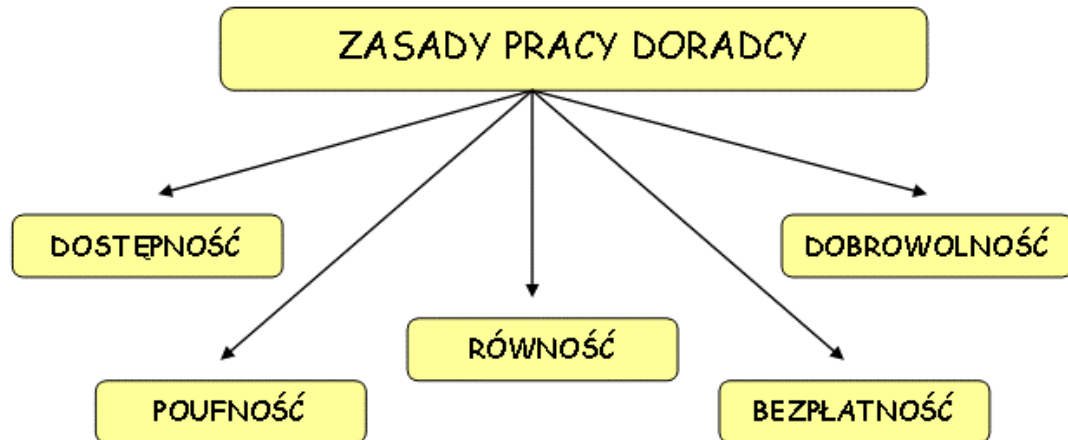 ZASADY PRACY DORADCY
DOSTĘPNOŚĆ
DOBROWOLNOŚĆ
RÓWNOŚĆ
POUFNOŚĆ
BEZPŁATNOŚĆ